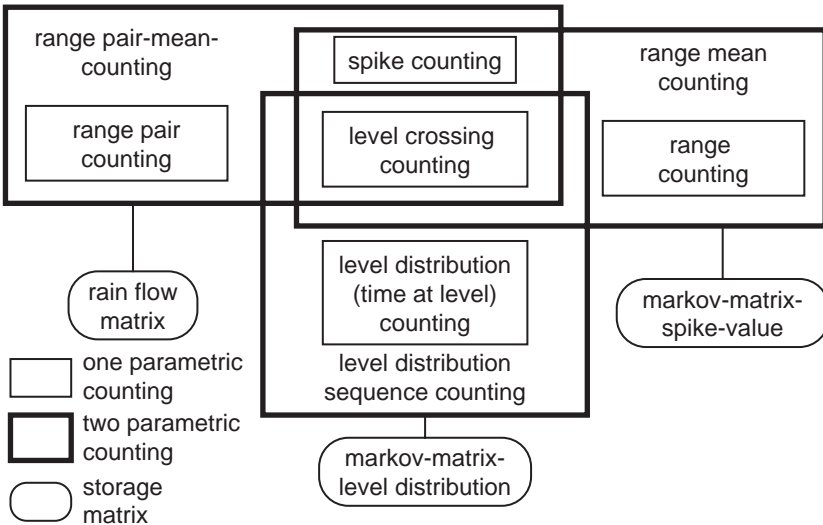 range pair-mean-
counting
spike counting
range mean
counting
range pair
counting
level crossing
counting
range
counting
rain flow
matrix
level distribution
(time at level)
counting
markov-matrix-
spike-value
level distribution
sequence counting
markov-matrix-
level distribution
one parametric
counting
two parametric
counting
storage
matrix